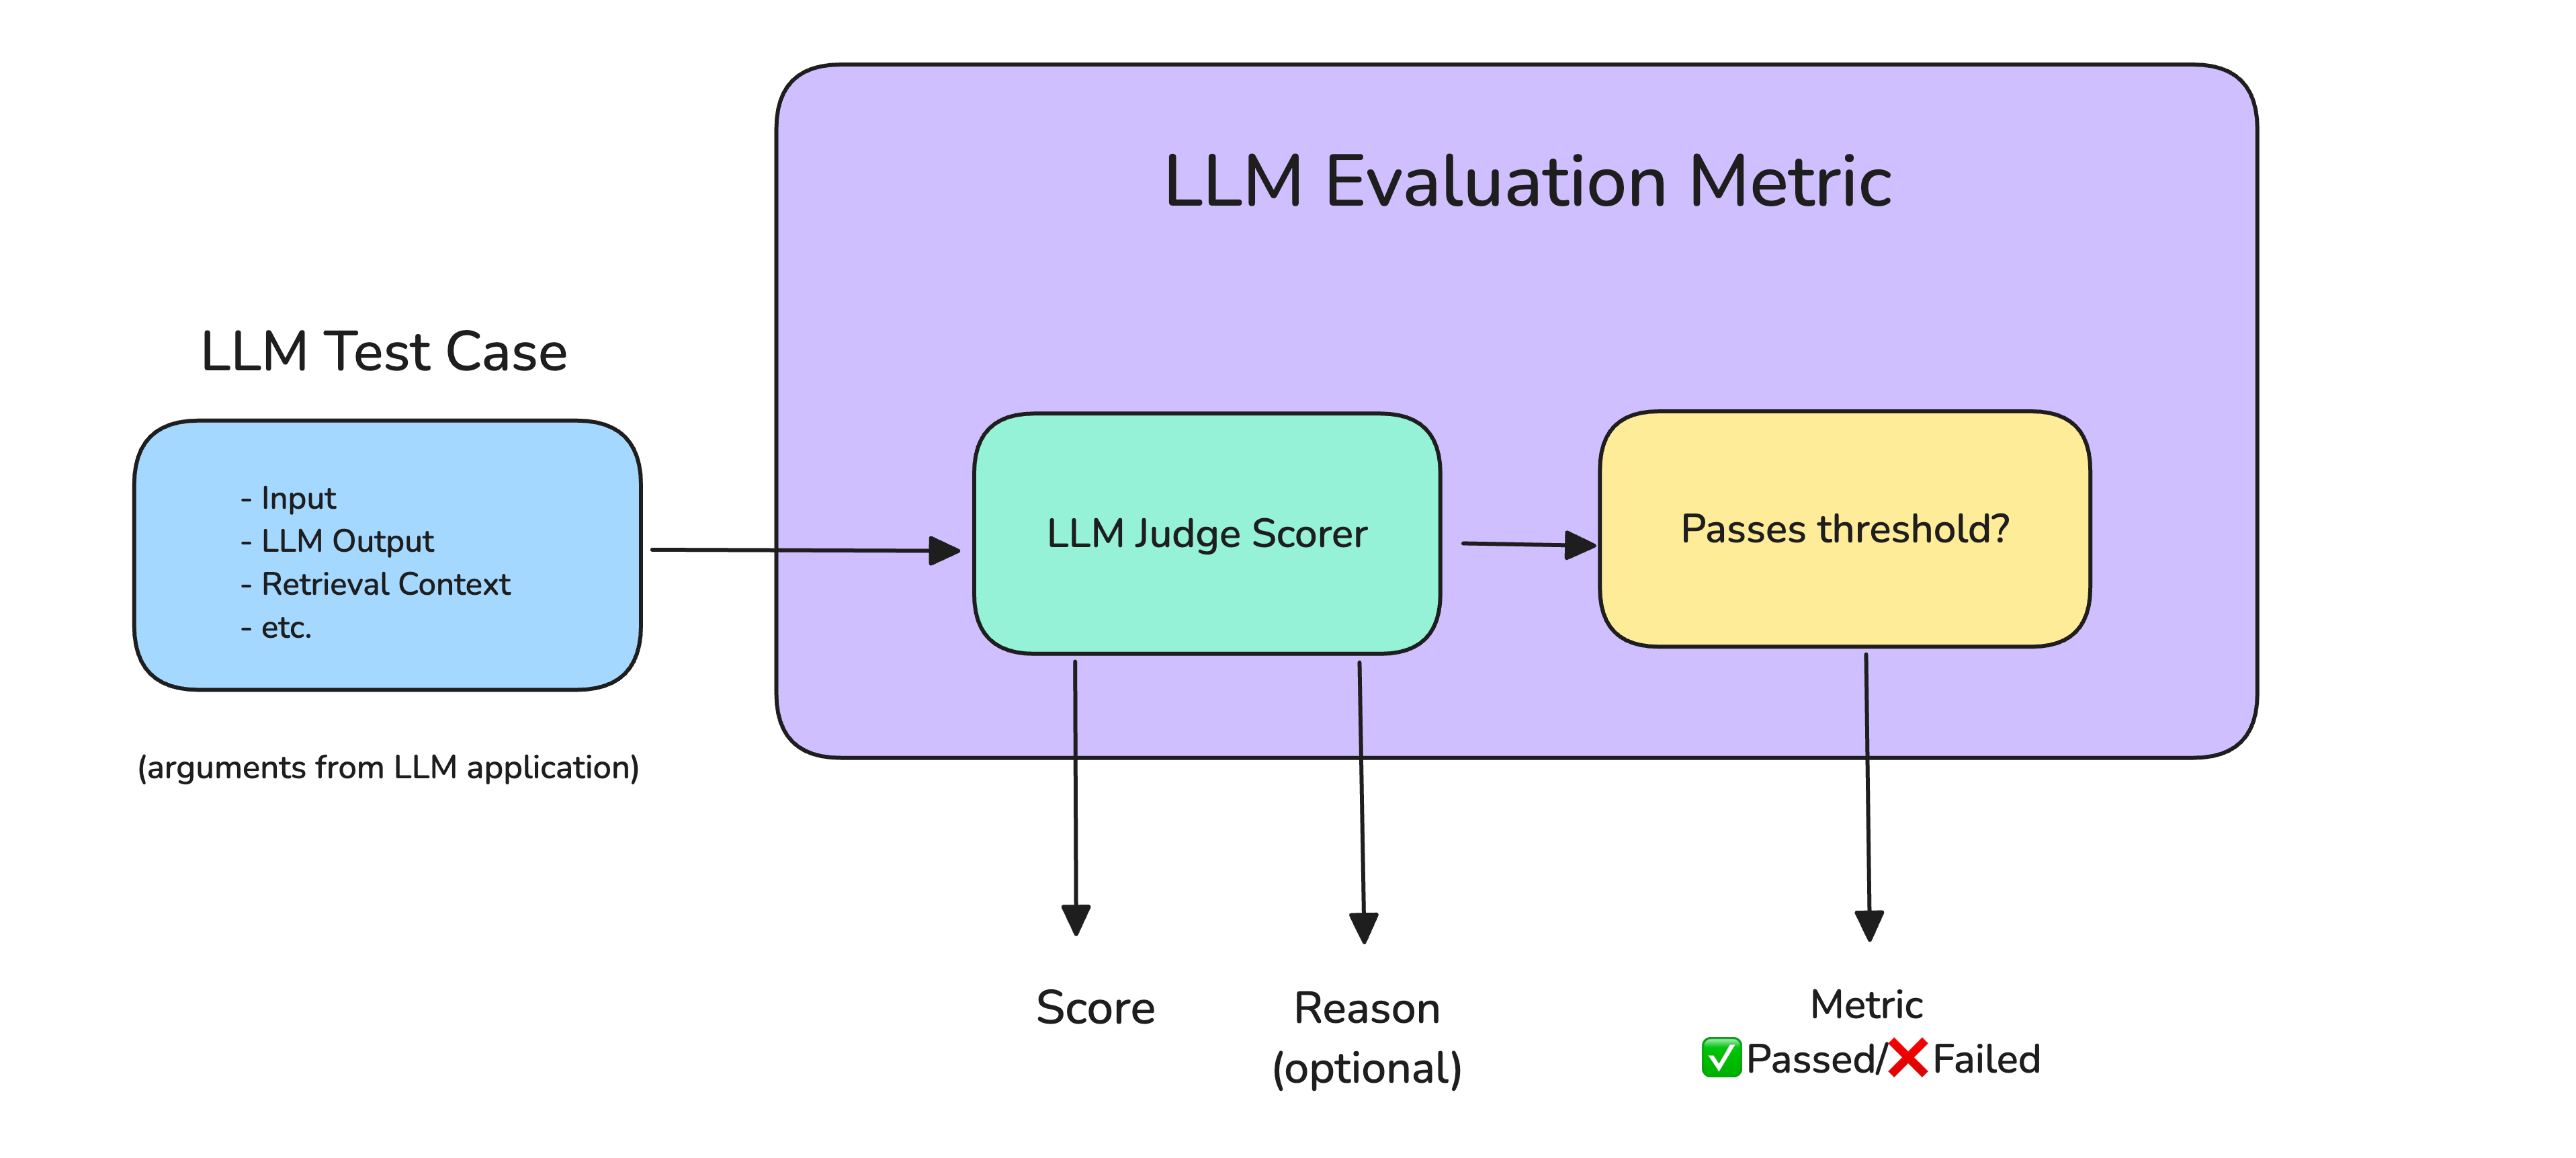 LLM Evaluation Metric
LLM Test Case
- Input
- LLM Output
- Retrieval Context
- etc.
(arguments from LLM application)
LLM Judge Scorer
Passes threshold?
Score
Reason
(optional)
Metric
✅Passed/❌Failed